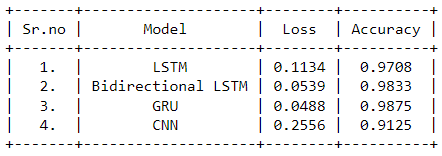 +-------+--------------------+--------+----------+
| Sr.no |       Model        |  Loss  | Accuracy |
+-------+--------------------+--------+----------+
|   1.  |        LSTM        | 0.1134 |  0.9708  |
|   2.  | Bidirectional LSTM | 0.0539 |  0.9833  |
|   3.  |        GRU         | 0.0488 |  0.9875  |
|   4.  |        CNN         | 0.2556 |  0.9125  |
+-------+--------------------+--------+----------+